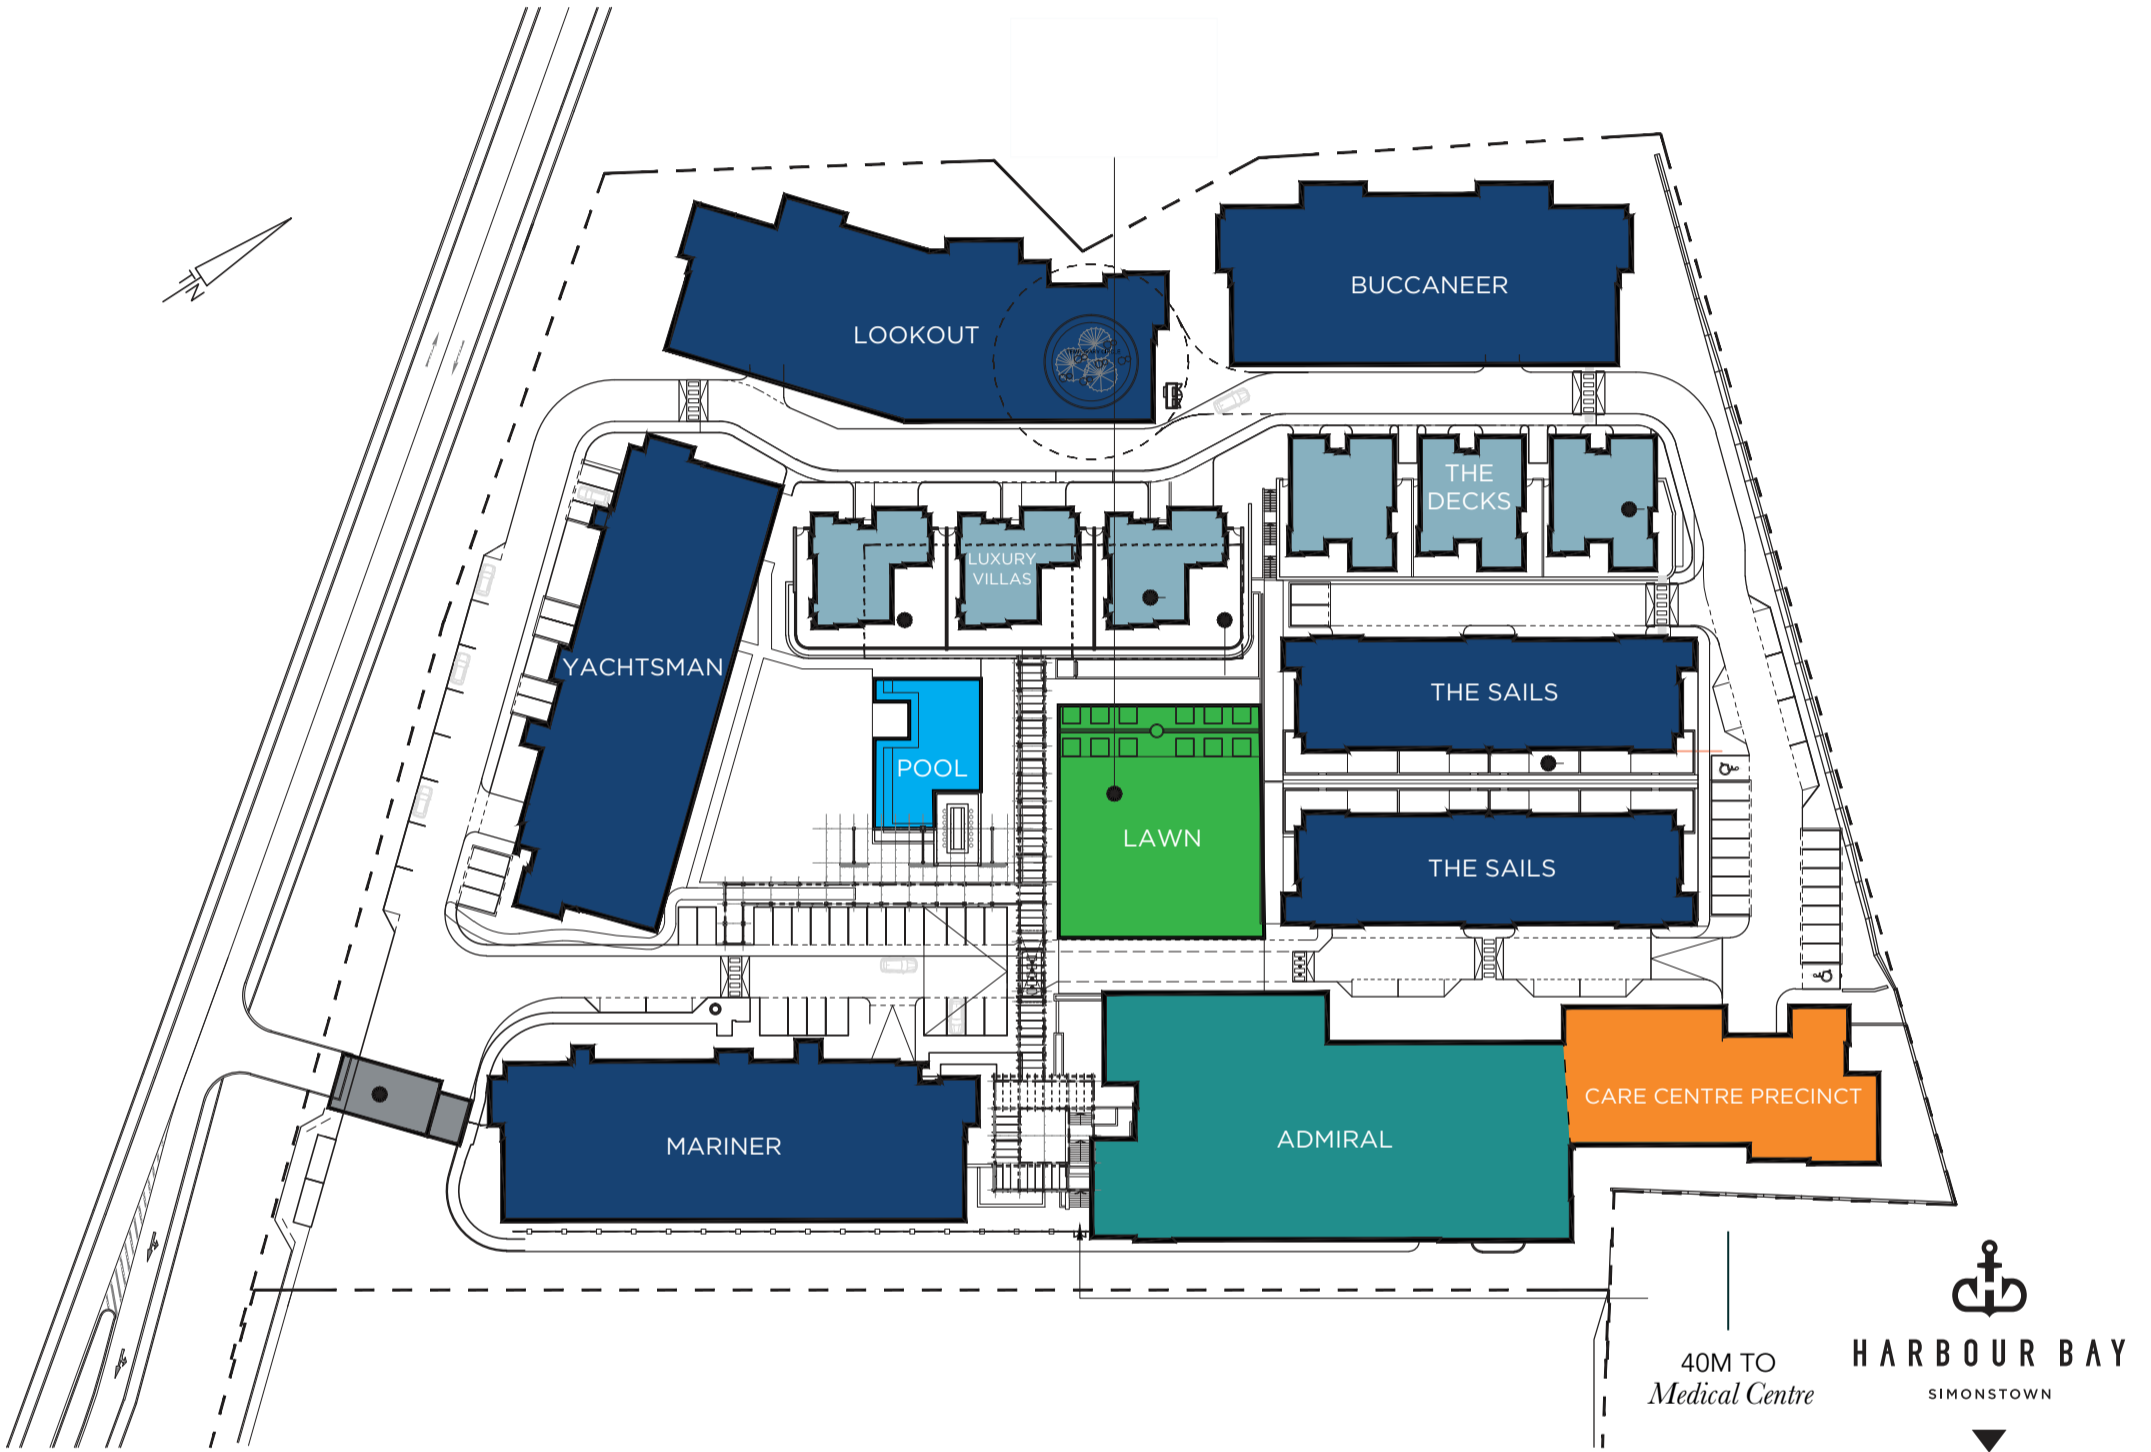 N
BUCCANEER
LOOKOUT
THE
DECKS
LUXURY
VILLAS
YACHTSMAN
THE SAILS
POOL
LAWN
THE SAILS
CARE CENTRE PRECINCT
MARINER
ADMIRAL
40M TO
Medical Centre
HARBOUR BAY
SIMONSTOWN